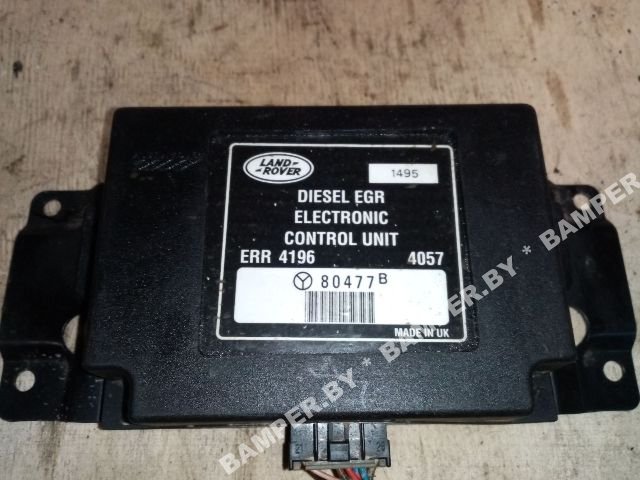 LAND-
ROVER
1495
DIESEL EGR
ELECTRONIC
CONTROL UNIT
ERR 4196 4057
80477B
MADE IN UK
BAMPER.BY * BAMPER.BY * BAMPER.BY